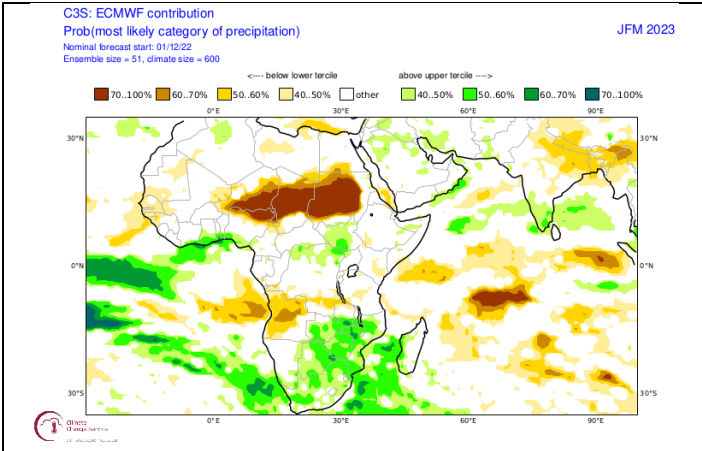 C3S: ECMWF contribution
Prob(most likely category of precipitation)
JFM 2023
Nominal forecast start: 01/12/22
Ensemble size = 51, climate size = 600
<---- below lower tercile
above upper tercile ---->
70..100% 60..70% 50..60% 40..50% other 40..50% 50..60% 60..70% 70..100%
0°E 30°E 60°E 90°E
30°N 30°N
0°N 0°N
30°S 30°S
0°E 30°E 60°E 90°E
Climate
Change Service